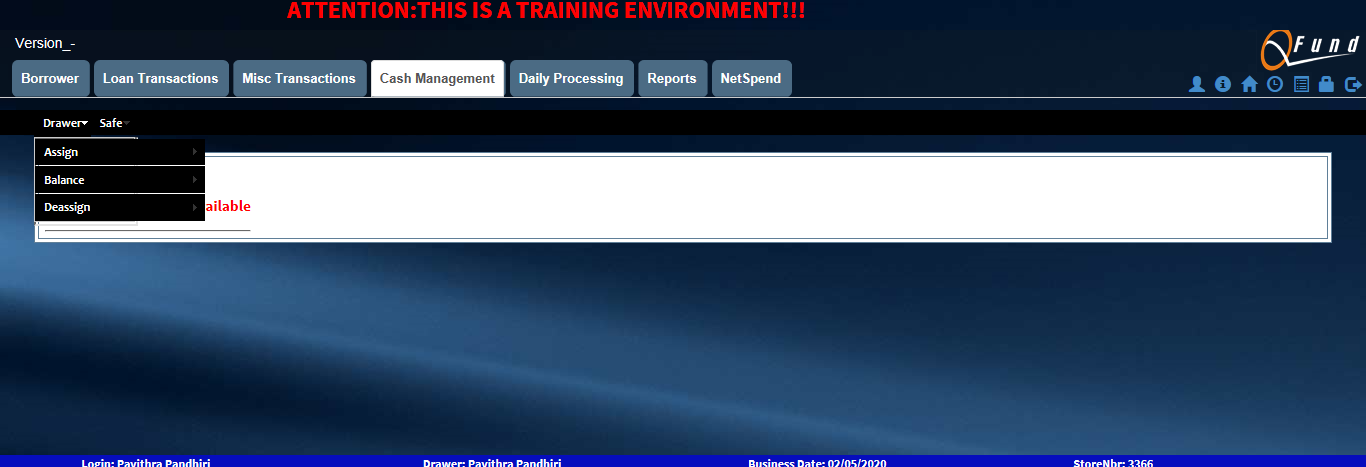 ATTENTION:THIS IS A TRAINING ENVIRONMENT!!!
Version_-
QFund
Borrower Loan Transactions Misc Transactions Cash Management Daily Processing Reports NetSpend
Drawer Safe
Assign
Balance
Deassign
ailable
Login: Pavithra Pandhiri Drawer: Pavithra Pandhiri Business Date: 02/05/2020 StoreNbr: 3366